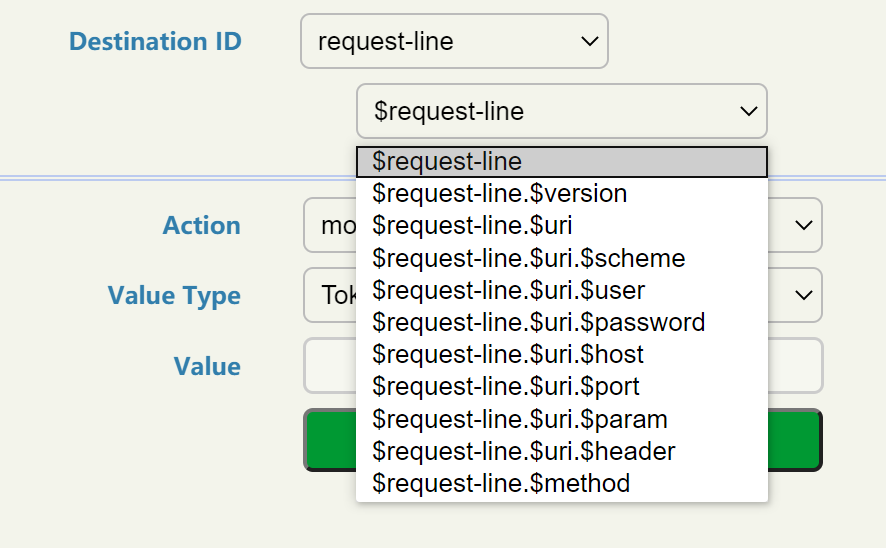 Destination ID
request-line
$request-line
$request-line
$request-line.$version
$request-line.$uri
$request-line.$uri.$scheme
$request-line.$uri.$user
$request-line.$uri.$password
$request-line.$uri.$host
$request-line.$uri.$port
$request-line.$uri.$param
$request-line.$uri.$header
$request-line.$method
Action
mo
Value Type
Tok
Value